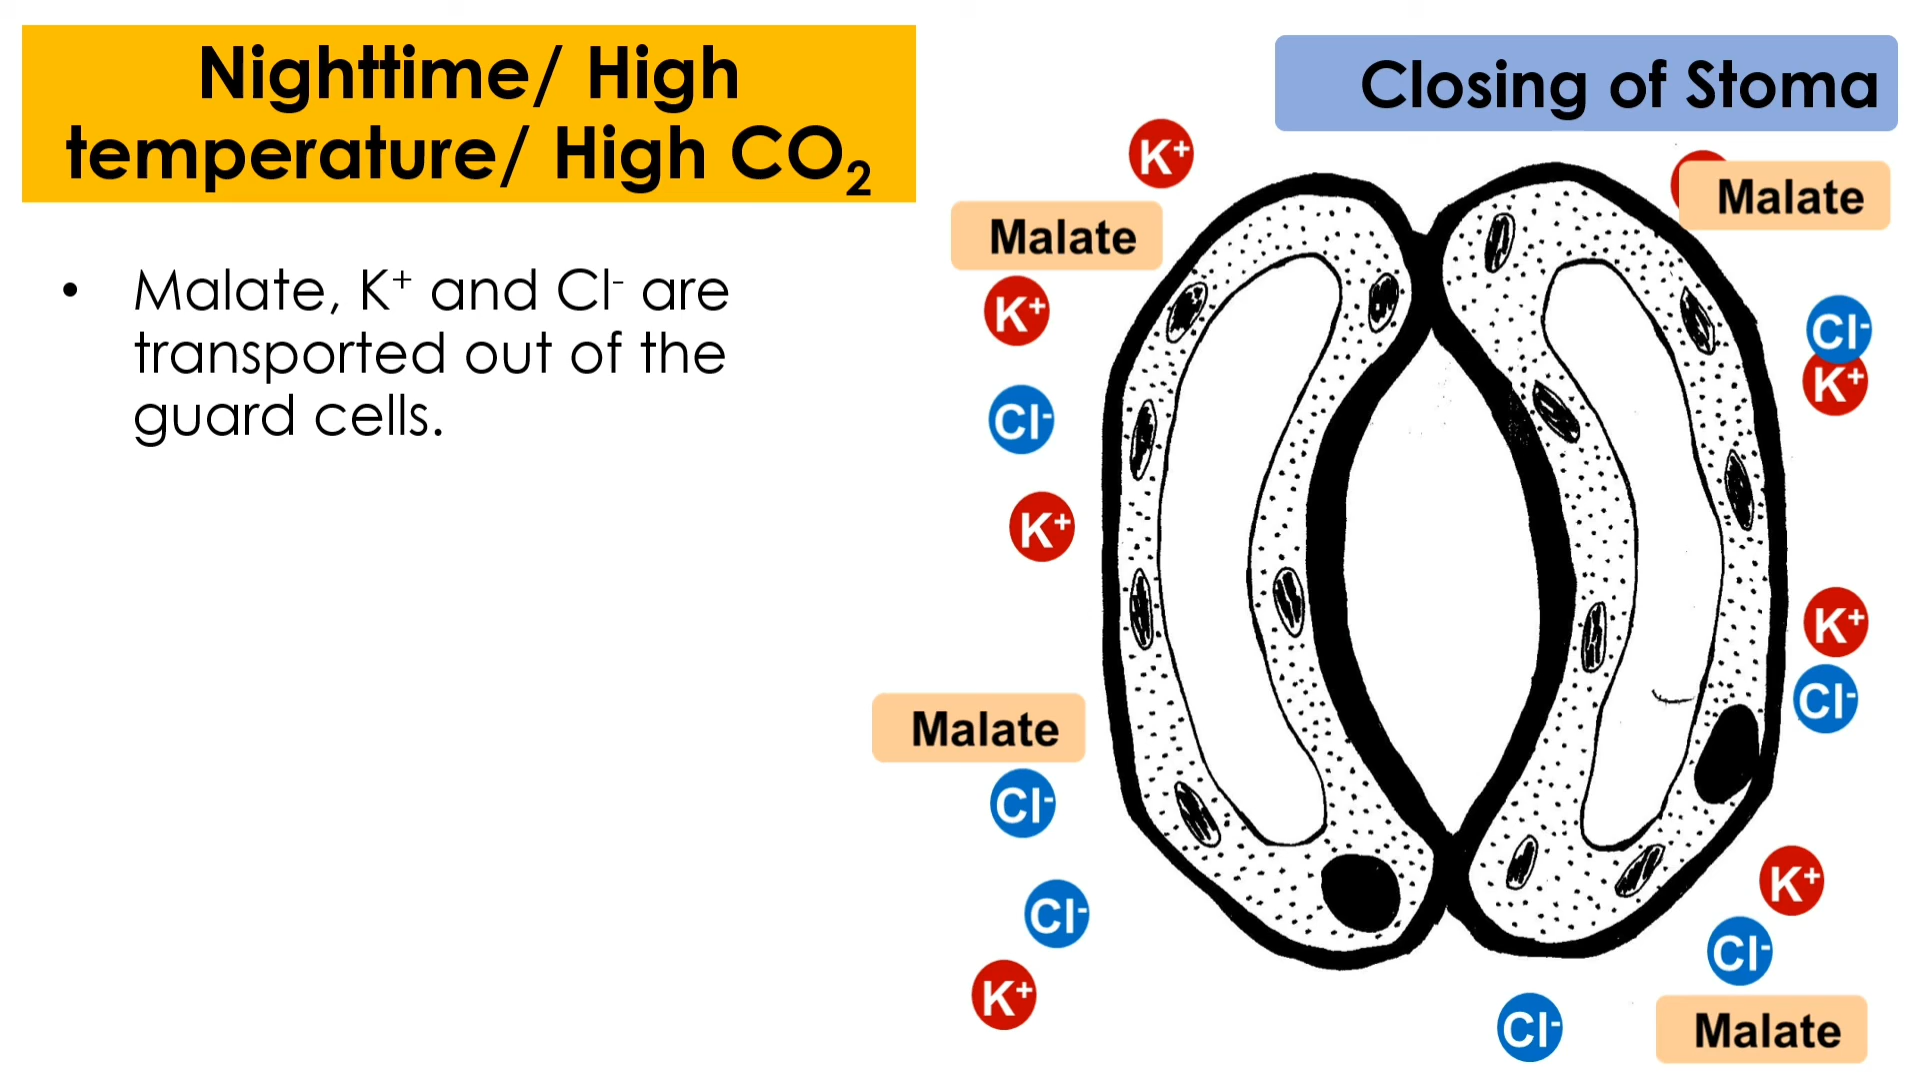 Nighttime/ High
temperature/ High CO₂
Closing of Stoma
• Malate, K⁺ and Cl⁻ are
transported out of the
guard cells.
K⁺
Malate
Malate
K⁺
Cl⁻
Cl⁻
K⁺
K⁺
K⁺
Cl⁻
Malate
Cl⁻
K⁺
Cl⁻
Cl⁻
K⁺
Cl⁻
Malate